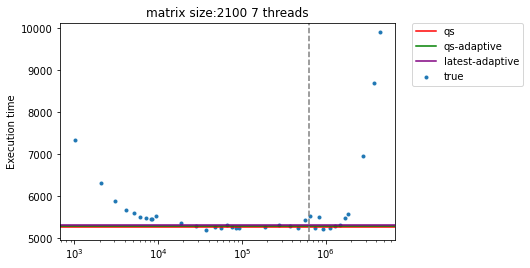 matrix size:2100 7 threads
Execution time
10000
9000
8000
7000
6000
5000
10³
10⁴
10⁵
10⁶
qs
qs-adaptive
latest-adaptive
true